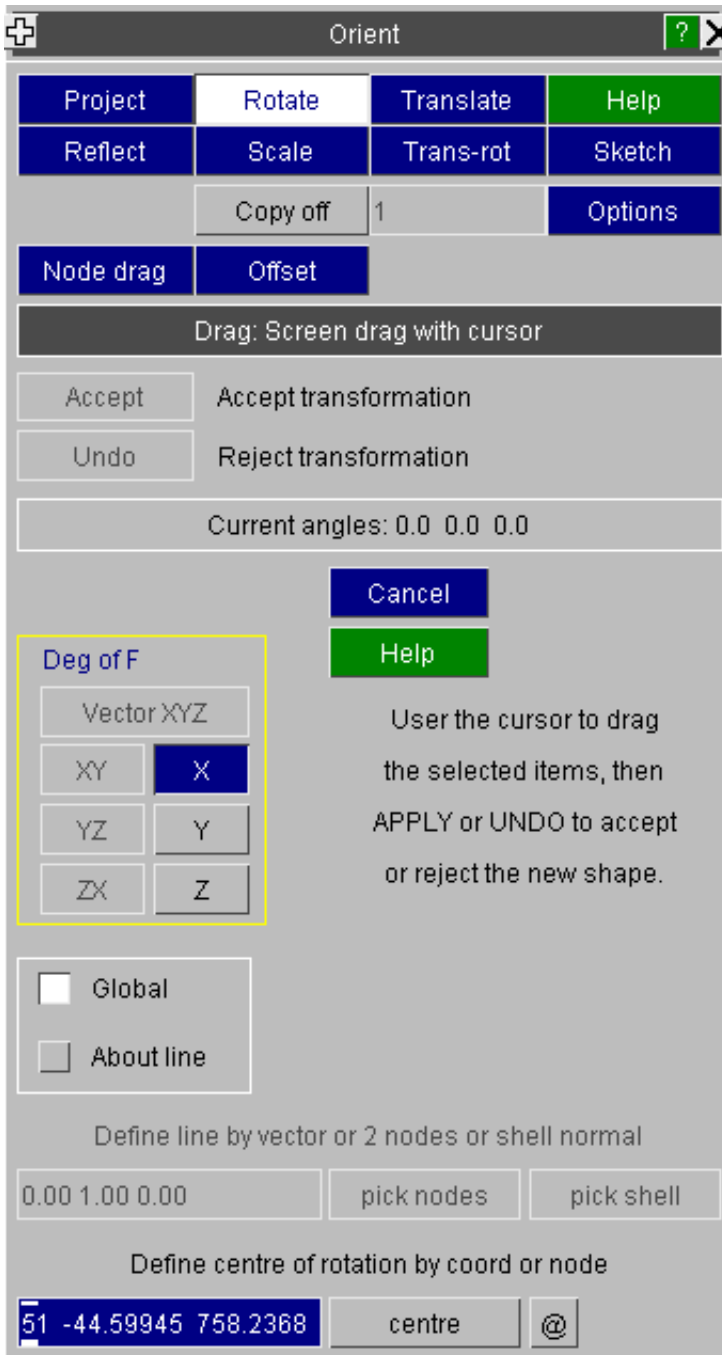 Orient ?
Project Rotate Translate Help
Reflect Scale Trans-rot Sketch
Copy off 1 Options
Node drag Offset
Drag: Screen drag with cursor
Accept Accept transformation
Undo Reject transformation
Current angles: 0.0 0.0 0.0
Cancel
Help
Deg of F
Vector XYZ
XY X
YZ Y
ZX Z
User the cursor to drag
the selected items, then
APPLY or UNDO to accept
or reject the new shape.
Global
About line
Define line by vector or 2 nodes or shell normal
0.00 1.00 0.00 pick nodes pick shell
Define centre of rotation by coord or node
51 -44.59945 758.2368 centre @